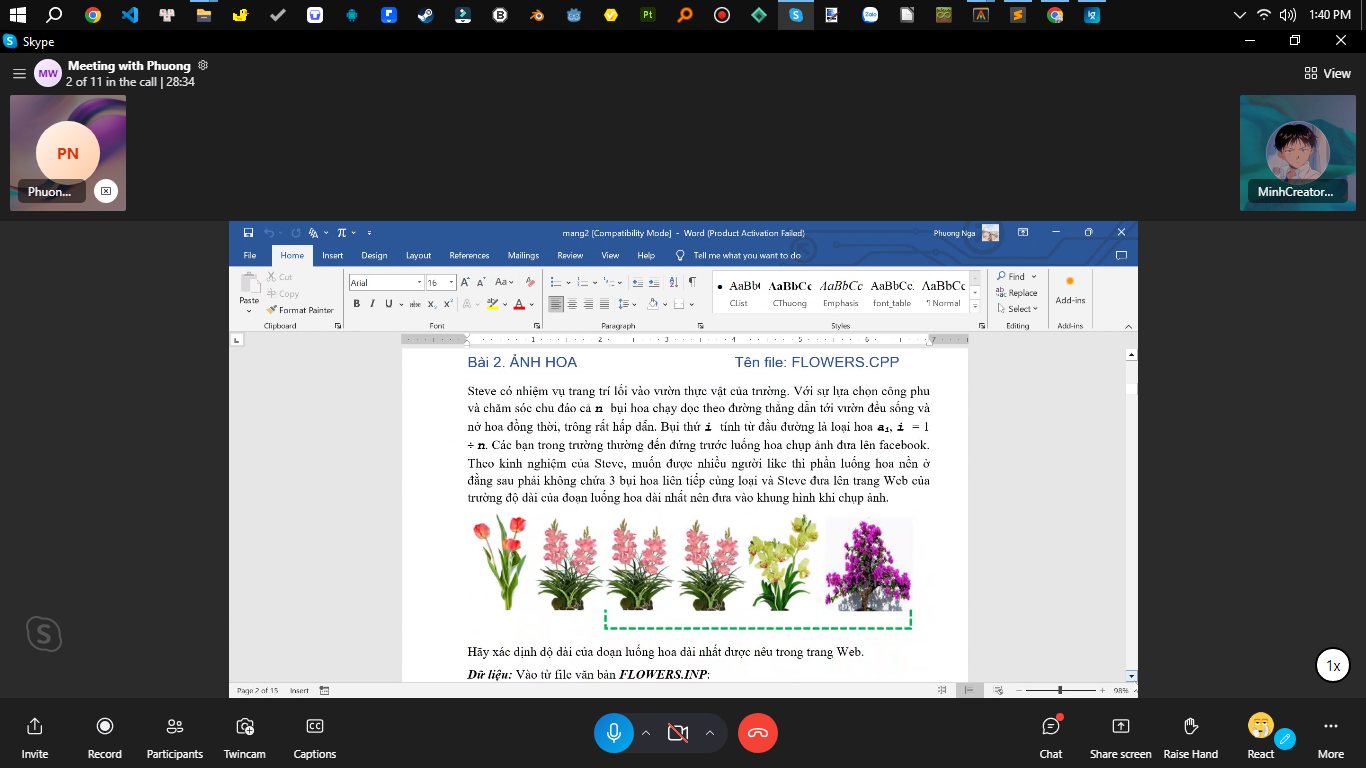 1:40 PM
Skype
MW
Meeting with Phuong
2 of 11 in the call | 28:34
View
PN
Phuon...
MinhCreator...
mang2 [Compatibility Mode] - Word (Product Activation Failed)
Phuong Nga
File Home Insert Design Layout References Mailings Review View Help Tell me what you want to do
Paste
Cut
Copy
Format Painter
Clipboard
Arial 16
Font
Paragraph
AaBb( AaBbCc AaBbCc AaBbCc. AaBbCc
CList CThuong Emphasis font_table ¶ Normal
Styles
Find
Replace
Select
Editing
Add-ins
Add-ins
Bài 2. ẢNH HOA Tên file: FLOWERS.CPP
Steve có nhiệm vụ trang trí lối vào vườn thực vật của trường. Với sự lựa chọn công phu
và chăm sóc chu đáo cả n bụi hoa chạy dọc theo đường thẳng dẫn tới vườn đều sống và
nở hoa đồng thời, trông rất hấp dẫn. Bụi thứ i tính từ đầu đường là loại hoa ai, i = 1
÷ n. Các bạn trong trường thường đến đứng trước luống hoa chụp ảnh đưa lên facebook.
Theo kinh nghiệm của Steve, muốn được nhiều người like thì phần luống hoa nền ở
đằng sau phải không chứa 3 bụi hoa liên tiếp cùng loại và Steve đưa lên trang Web của
trường độ dài của đoạn luống hoa dài nhất nên đưa vào khung hình khi chụp ảnh.
Hãy xác định độ dài của đoạn luống hoa dài nhất được nêu trong trang Web.
Dữ liệu: Vào từ file văn bản FLOWERS.INP:
Page 2 of 15 Insert 98%
1x
Invite Record Participants Twincam Captions
Chat Share screen Raise Hand React More